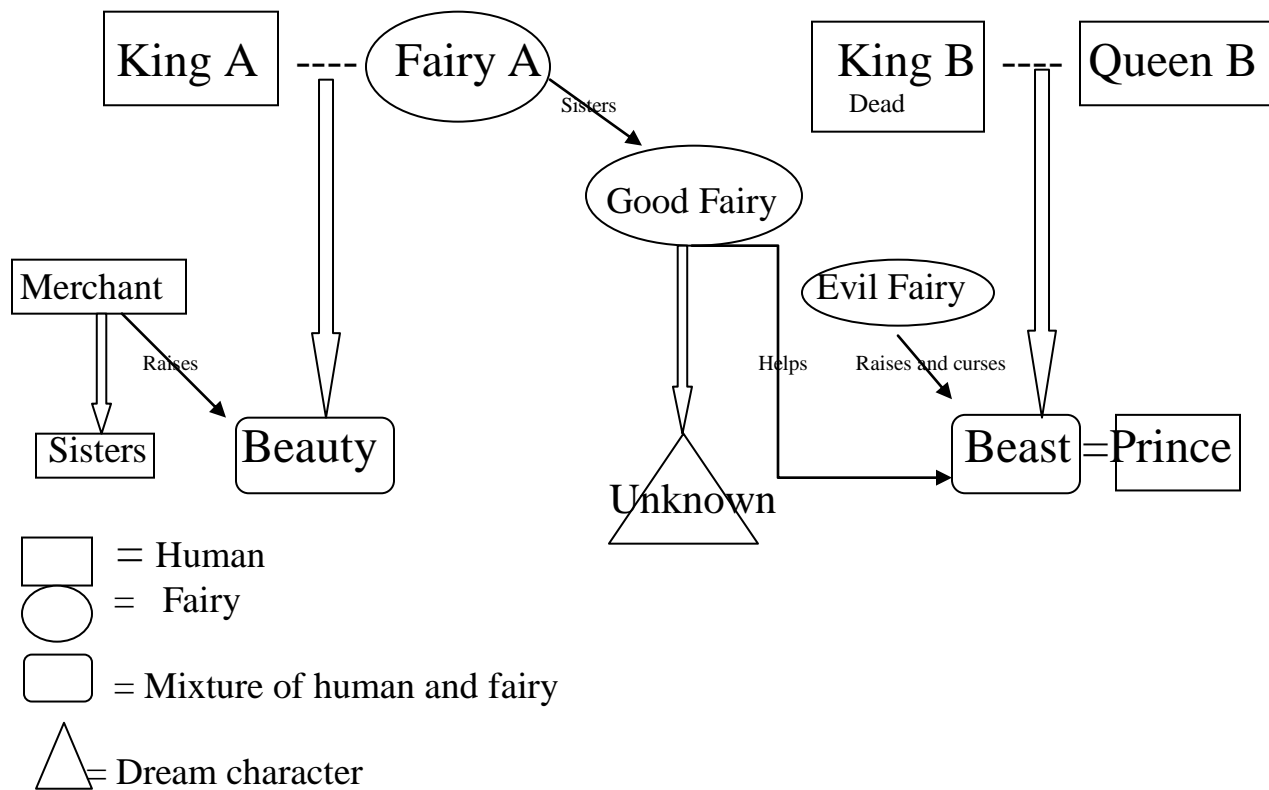 King A ---- Fairy A King B ---- Queen B
Dead
Sisters
Good Fairy
Merchant Evil Fairy
Raises Helps Raises and curses
Sisters Beauty Beast =Prince
Unknown
= Human
= Fairy
= Mixture of human and fairy
= Dream character